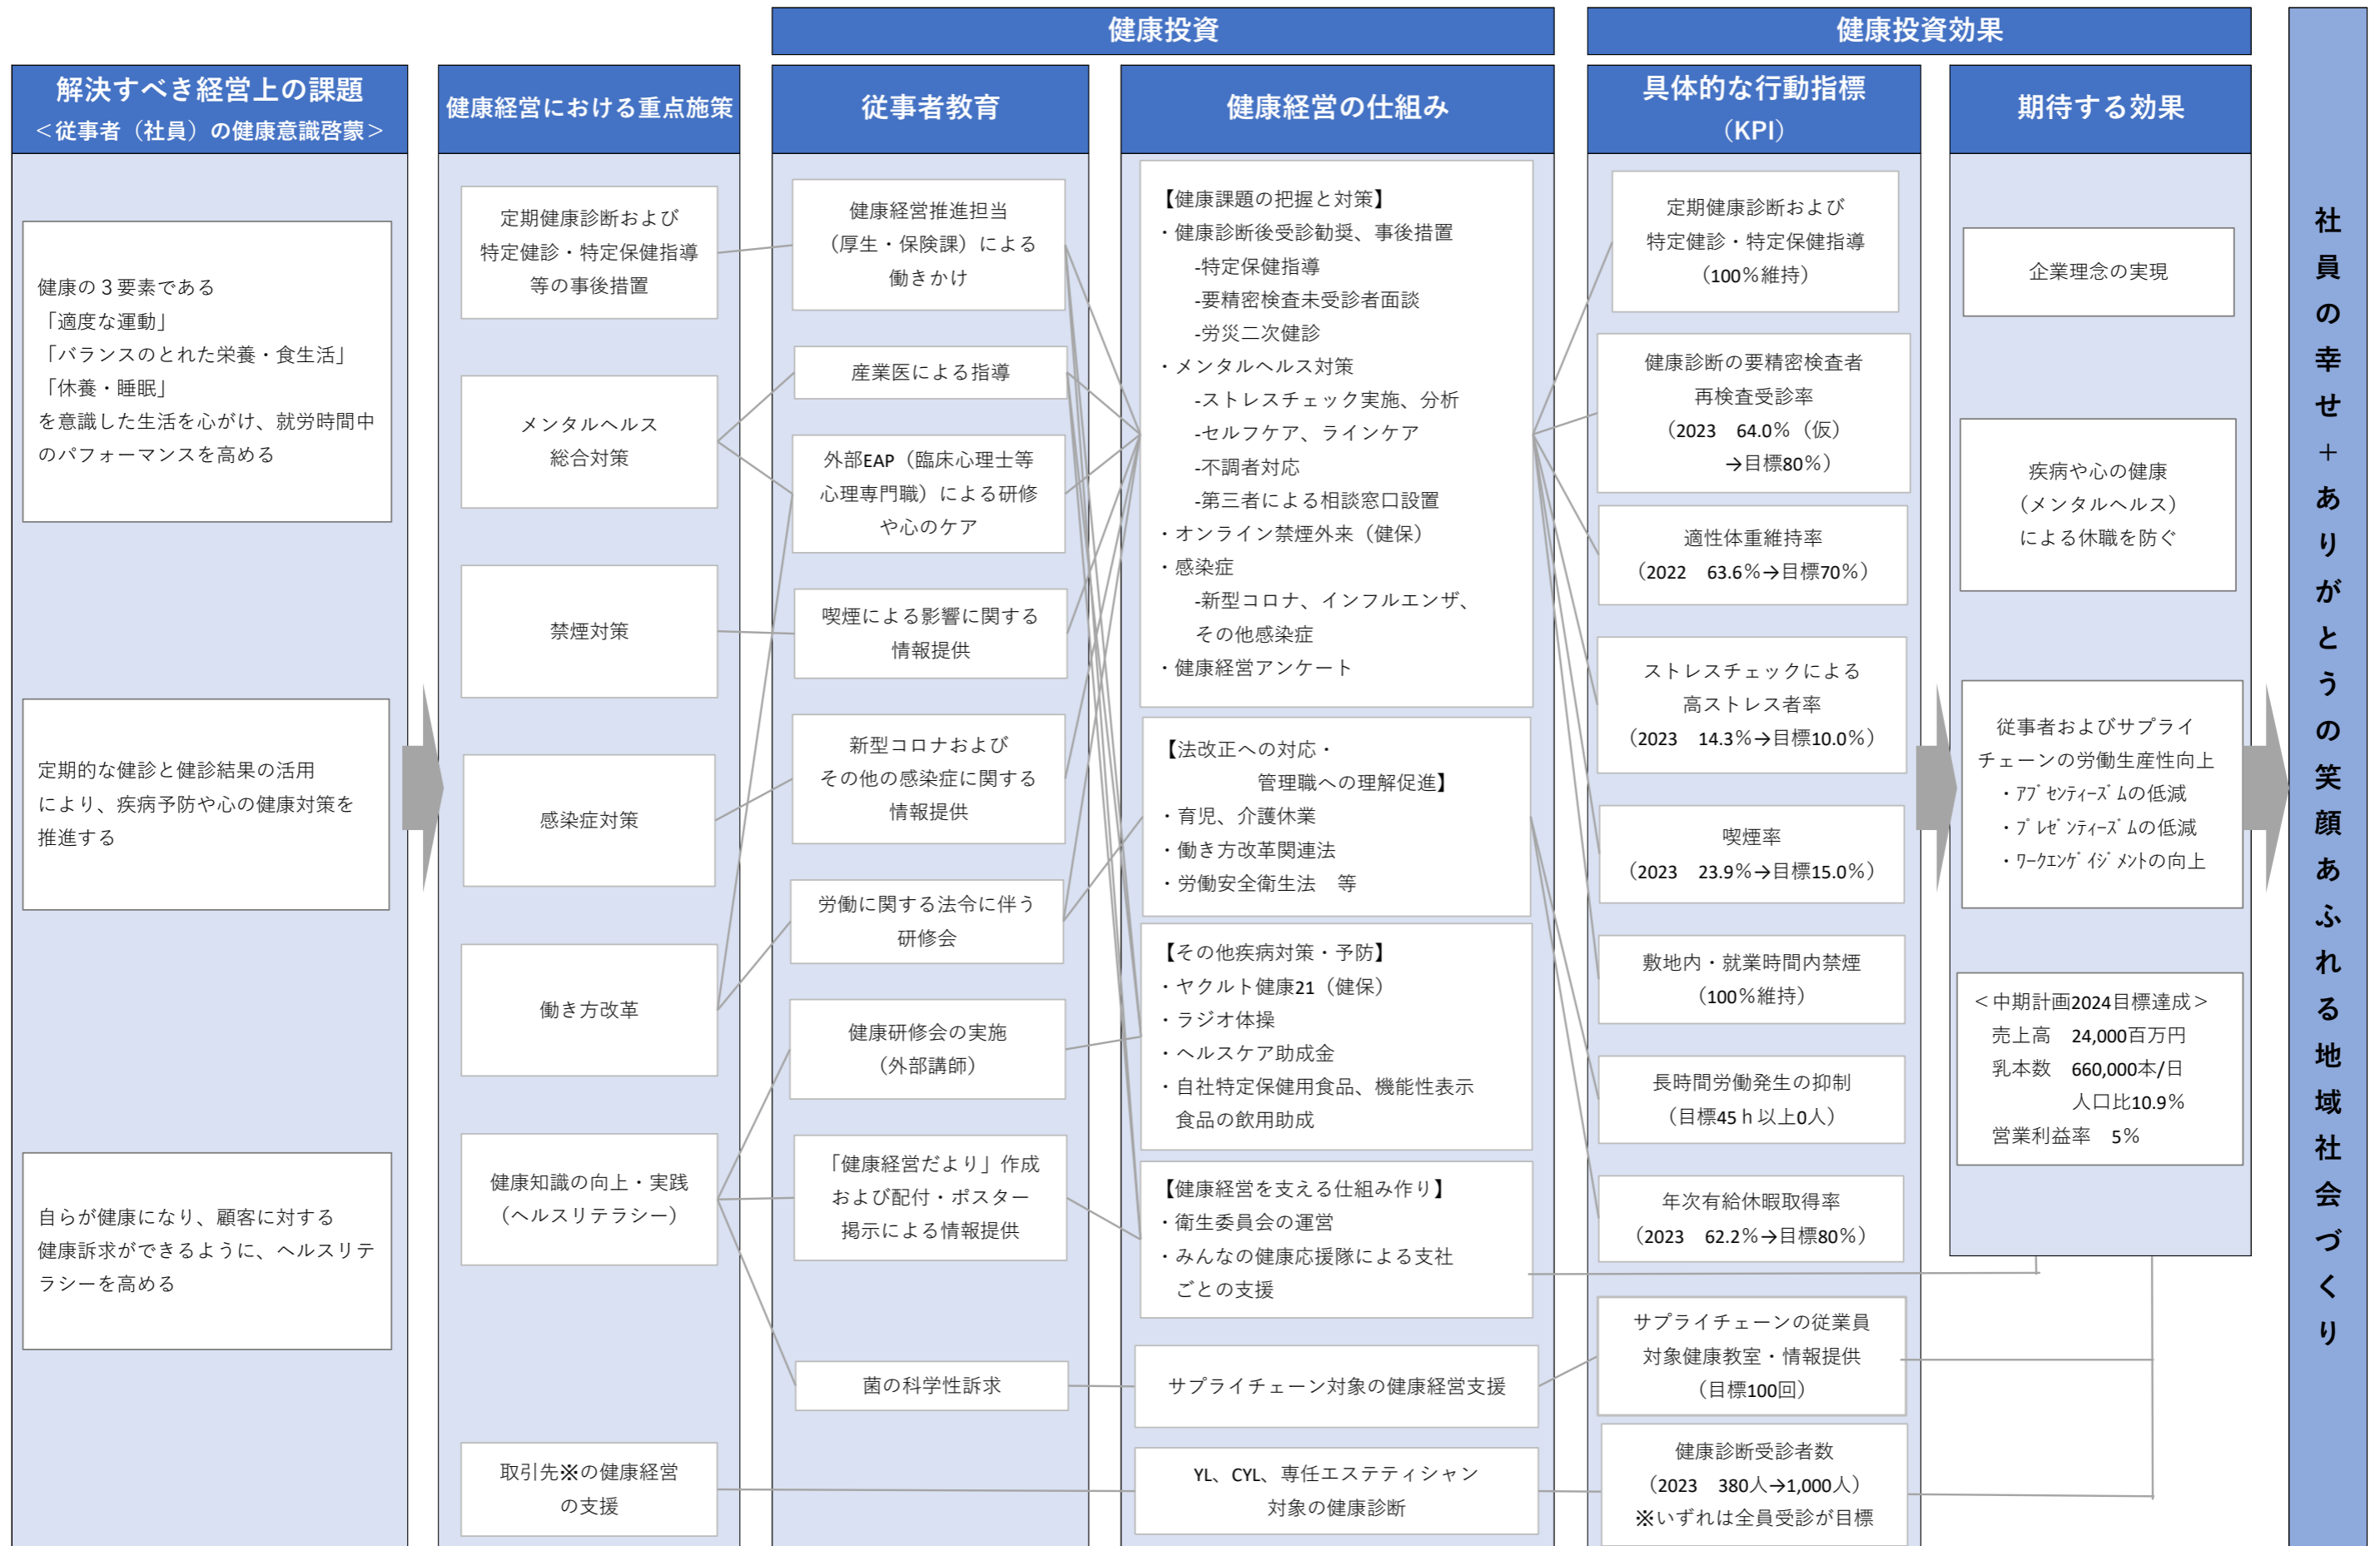 健康投資
健康投資効果
解決すべき経営上の課題
＜従事者（社員）の健康意識啓蒙＞
健康の３要素である
「適度な運動」
「バランスのとれた栄養・食生活」
「休養・睡眠」
を意識した生活を心がけ、就労時間中
のパフォーマンスを高める
定期的な健診と健診結果の活用
により、疾病予防や心の健康対策を
推進する
自らが健康になり、顧客に対する
健康訴求ができるように、ヘルスリテ
ラシーを高める
健康経営における重点施策
定期健康診断および
特定健診・特定保健指導
等の事後措置
メンタルヘルス
総合対策
禁煙対策
感染症対策
働き方改革
健康知識の向上・実践
（ヘルスリテラシー）
取引先※の健康経営
の支援
従事者教育
健康経営推進担当
（厚生・保険課）による
働きかけ
産業医による指導
外部EAP（臨床心理士等
心理専門職）による研修
や心のケア
喫煙による影響に関する
情報提供
新型コロナおよび
その他の感染症に関する
情報提供
労働に関する法令に伴う
研修会
健康研修会の実施
（外部講師）
「健康経営だより」作成
および配付・ポスター
掲示による情報提供
菌の科学性訴求
健康経営の仕組み
【健康課題の把握と対策】
・健康診断後受診勧奨、事後措置
-特定保健指導
-要精密検査未受診者面談
-労災二次健診
・メンタルヘルス対策
-ストレスチェック実施、分析
-セルフケア、ラインケア
-不調者対応
-第三者による相談窓口設置
・オンライン禁煙外来（健保）
・感染症
-新型コロナ、インフルエンザ、
その他感染症
・健康経営アンケート
【法改正への対応・
管理職への理解促進】
・育児、介護休業
・働き方改革関連法
・労働安全衛生法　等
【その他疾病対策・予防】
・ヤクルト健康21（健保）
・ラジオ体操
・ヘルスケア助成金
・自社特定保健用食品、機能性表示
食品の飲用助成
【健康経営を支える仕組み作り】
・衛生委員会の運営
・みんなの健康応援隊による支社
ごとの支援
サプライチェーン対象の健康経営支援
YL、CYL、専任エステティシャン
対象の健康診断
具体的な行動指標
（KPI）
定期健康診断および
特定健診・特定保健指導
（100％維持）
健康診断の要精密検査者
再検査受診率
（2023　64.0％（仮）
→目標80％）
適性体重維持率
（2022　63.6％→目標70％）
ストレスチェックによる
高ストレス者率
（2023　14.3％→目標10.0％）
喫煙率
（2023　23.9％→目標15.0％）
敷地内・就業時間内禁煙
（100％維持）
長時間労働発生の抑制
（目標45ｈ以上0人）
年次有給休暇取得率
（2023　62.2％→目標80％）
サプライチェーンの従業員
対象健康教室・情報提供
（目標100回）
健康診断受診者数
（2023　380人→1,000人）
※いずれは全員受診が目標
期待する効果
企業理念の実現
疾病や心の健康
（メンタルヘルス）
による休職を防ぐ
従事者およびサプライ
チェーンの労働生産性向上
・ｱﾌﾞｾﾝﾃｨｰｽﾞﾑの低減
・ﾌﾟﾚｾﾞﾝﾃｨｰｽﾞﾑの低減
・ﾜｰｸｴﾝｹﾞｲｼﾞﾒﾝﾄの向上
＜中期計画2024目標達成＞
売上高　24,000百万円
乳本数　660,000本/日
人口比10.9％
営業利益率　5％
社員の幸せ＋ありがとうの笑顔あふれる地域社会づくり